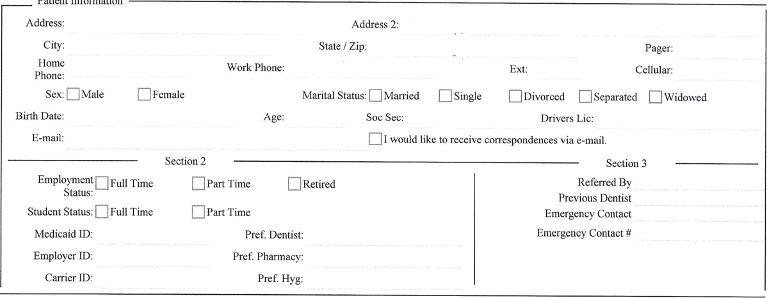 Patient Information
Address: Address 2:
City: State / Zip: Pager:
Home Phone: Work Phone: Ext: Cellular:
Sex: Male Female Marital Status: Married Single Divorced Separated Widowed
Birth Date: Age: Soc Sec: Drivers Lic:
E-mail: I would like to receive correspondences via e-mail.
Section 2 Section 3
Employment Status: Full Time Part Time Retired
Student Status: Full Time Part Time
Medicaid ID: Pref. Dentist:
Employer ID: Pref. Pharmacy:
Carrier ID: Pref. Hyg:
Referred By
Previous Dentist
Emergency Contact
Emergency Contact #